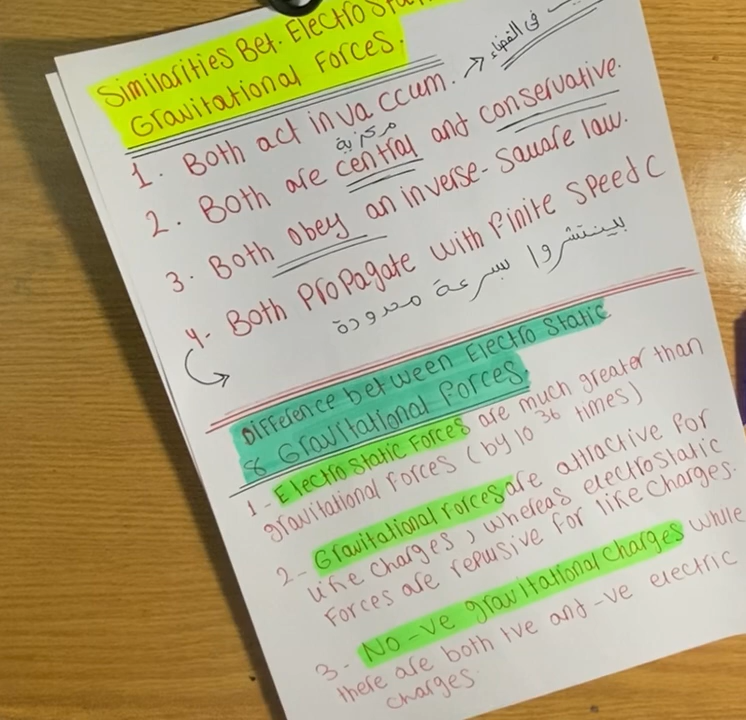 Similarities Bet. Electro
Gravitational Forces.
1. Both act in va ccum. → فى الفضاء
مركزية
2. Both are central and conservative.
3. Both obey an inverse-Square law.
4- Both Propagate with finite speed C
بينتشروا بسرعة محدودة
Difference between Electro Static
& Gravitational Forces.
1- Electro Static Forces are much greater than
gravitational Forces (by 10 36 times)
2- Gravitational Forces are attractive for
like charges, whereas electrostatic
Forces are repulsive for like Charges.
3- No -ve gravitational Charges while
there are both +ve and -ve electric
charges.